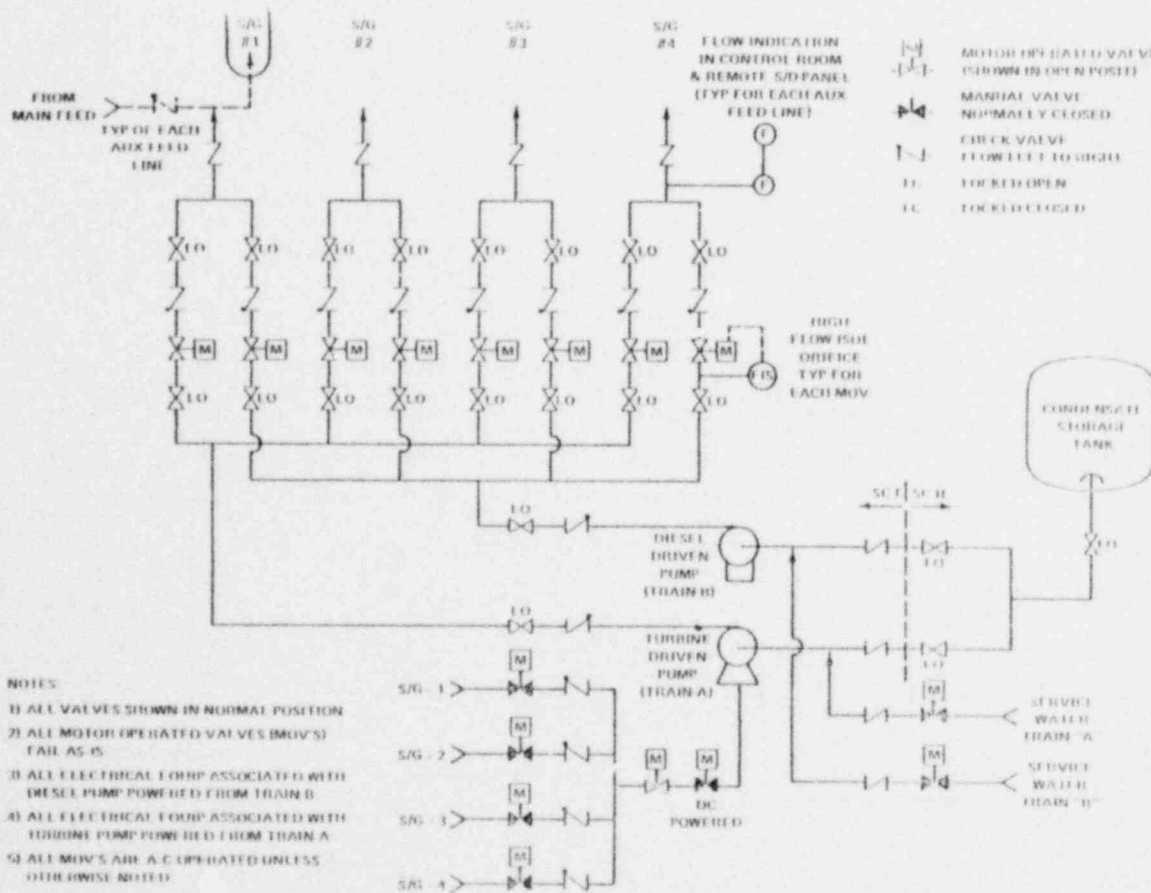 S/G
#1
S/G
#2
S/G
#3
S/G
#4
FLOW INDICATION
IN CONTROL ROOM
& REMOTE S/D PANEL
(TYP FOR EACH AUX
FEED LINE)
MOTOR OPERATED VALVE
(SHOWN IN OPEN POSIT)
MANUAL VALVE
NORMALLY CLOSED
CHECK VALVE
FLOW LEFT TO RIGHT
LOCKED OPEN
LOCKED CLOSED
FROM
MAIN FEED
TYP OF EACH
AUX FEED
LINE
F
F
LO LO LO LO LO LO LO LO
M M M M M M M M
HIGH
FLOW ISOL
ORIFICE
TYP FOR
EACH MOV
FIS
LO LO LO LO LO LO LO LO
CONDENSATE
STORAGE
TANK
LO
SC I SC II
LO
DIESEL
DRIVEN
PUMP
(TRAIN B)
LO
LO
TURBINE
DRIVEN
PUMP
(TRAIN A)
LO
M
SERVICE
WATER
TRAIN "A"
M
SERVICE
WATER
TRAIN "B"
S/G - 1
M
S/G - 2
M
S/G - 3
M
S/G - 4
M
M
M
DC
POWERED
NOTES
1) ALL VALVES SHOWN IN NORMAL POSITION
2) ALL MOTOR OPERATED VALVES (MOV'S)
FAIL AS-IS
3) ALL ELECTRICAL EQUIP ASSOCIATED WITH
DIESEL PUMP POWERED FROM TRAIN B
4) ALL ELECTRICAL EQUIP ASSOCIATED WITH
TURBINE PUMP POWERED FROM TRAIN A
5) ALL MOV'S ARE A C OPERATED UNLESS
OTHERWISE NOTED